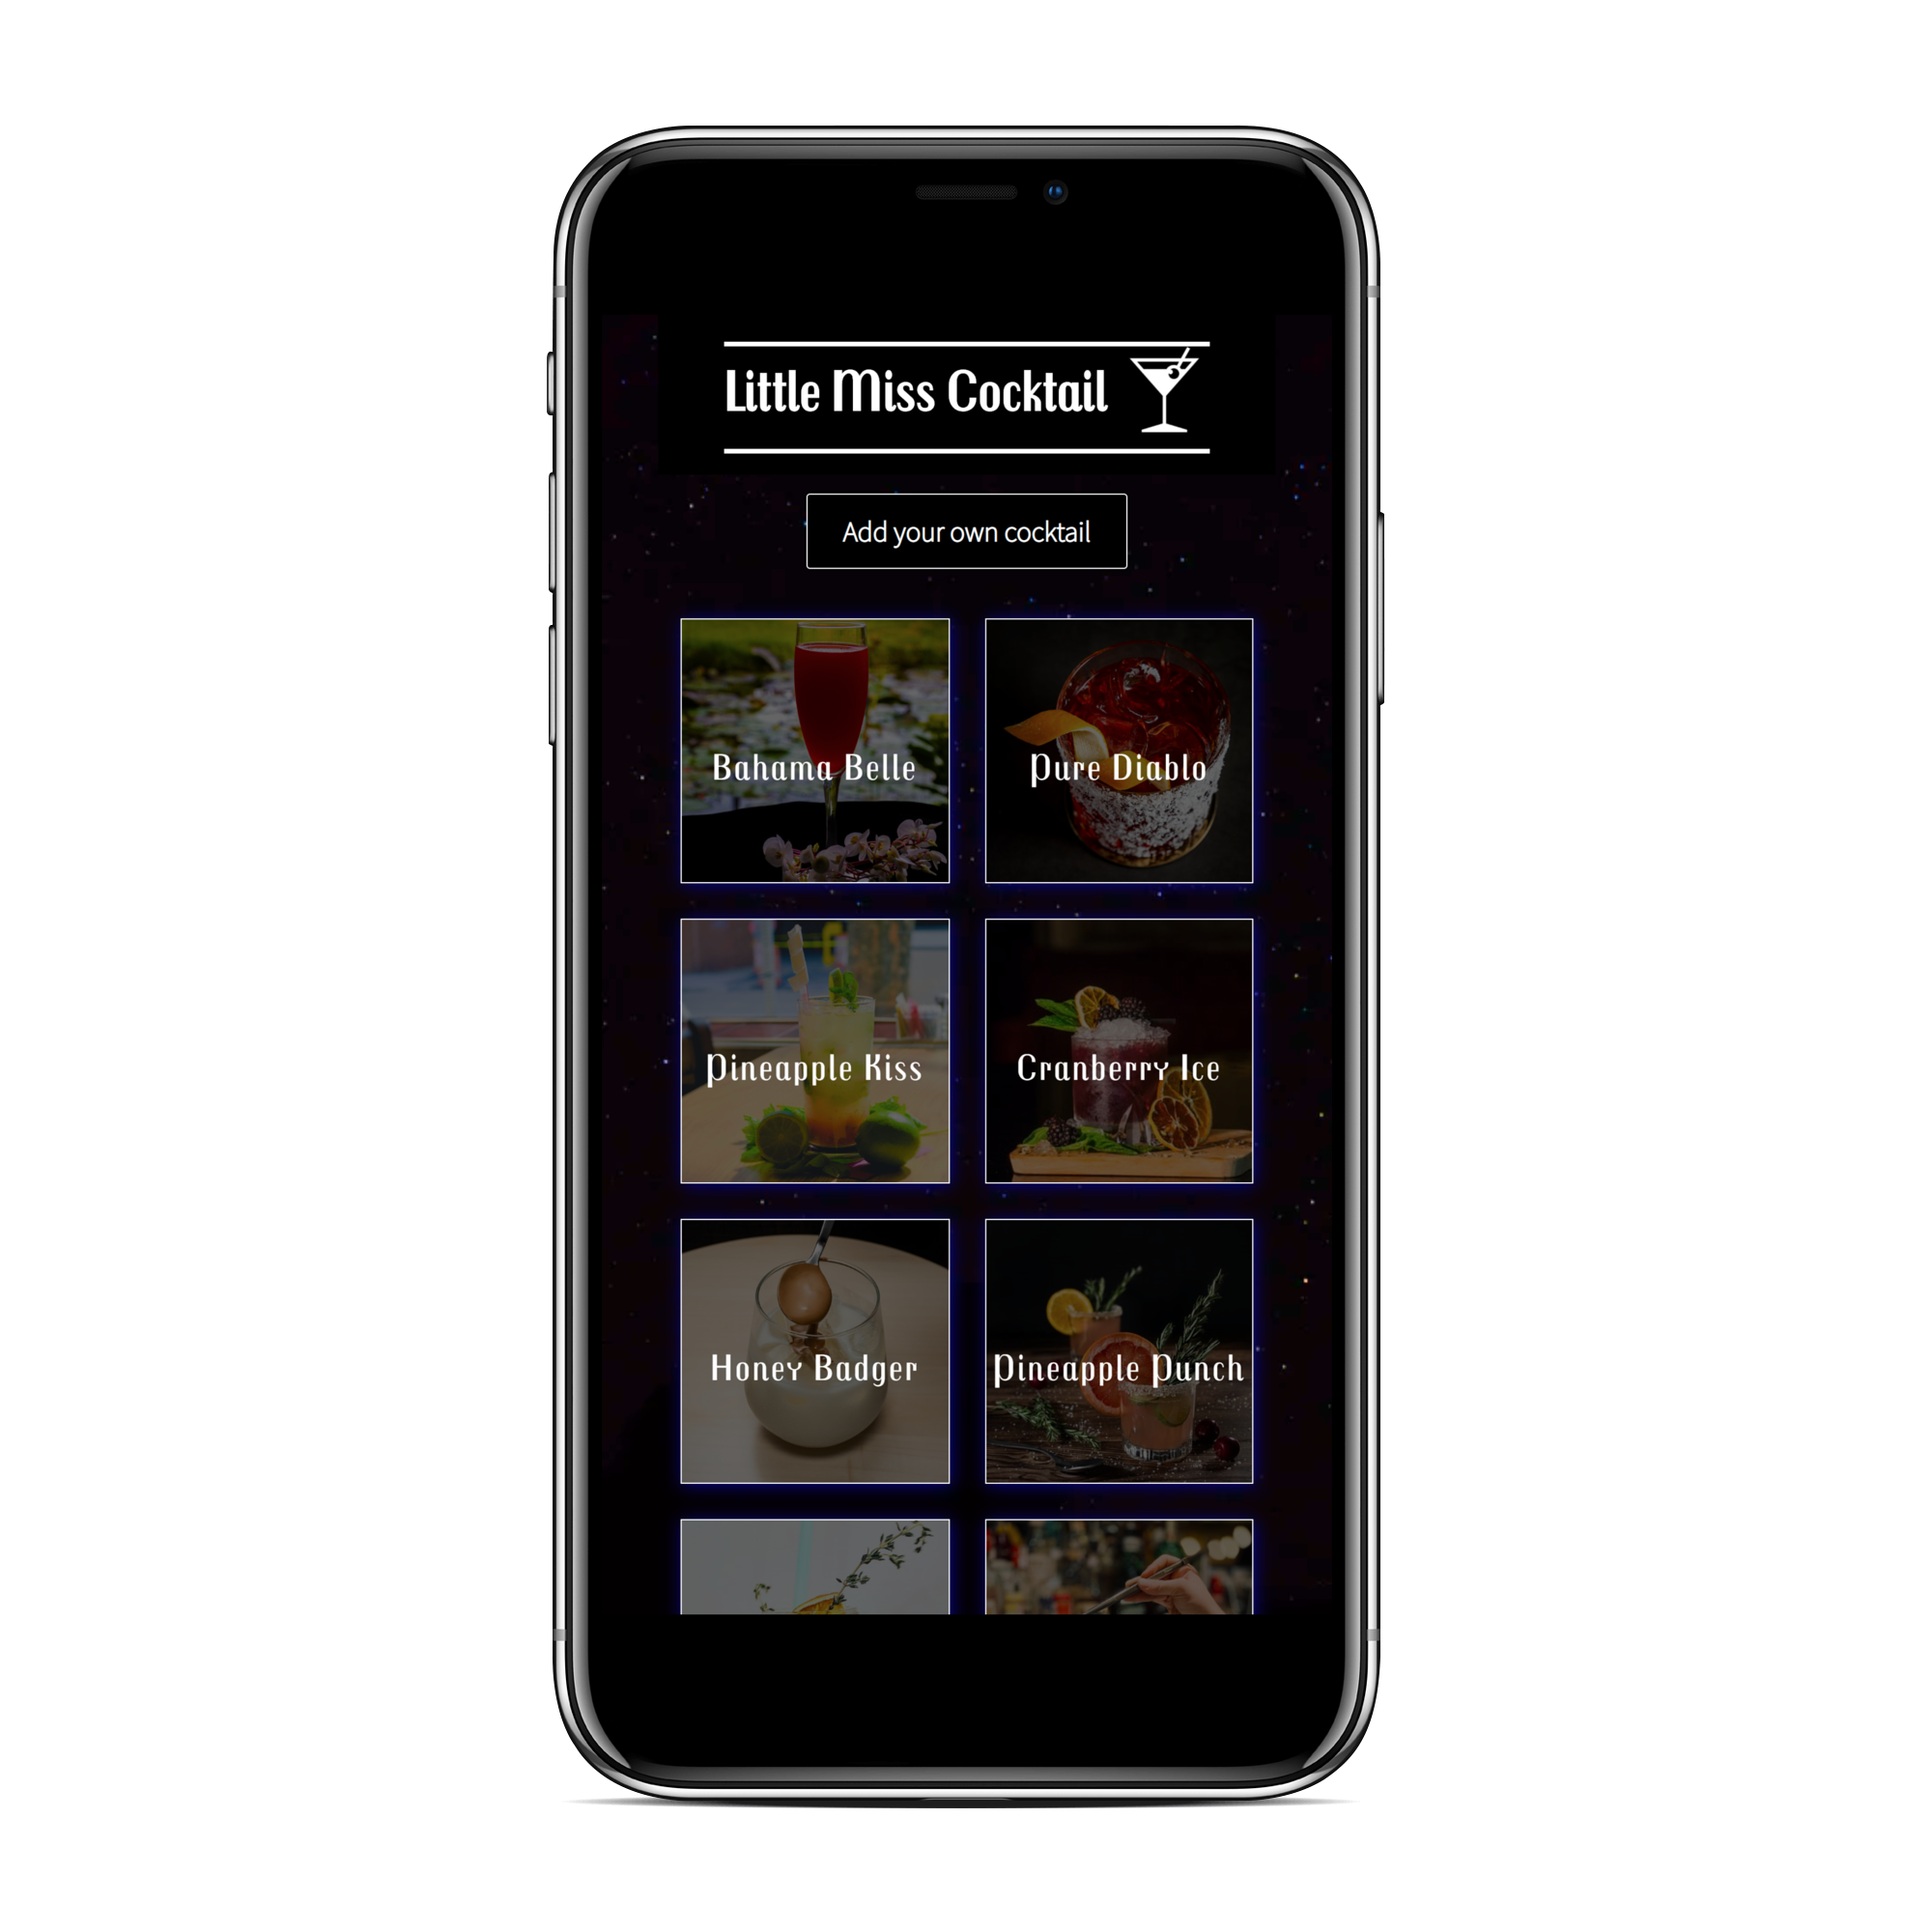 Little Miss Cocktail
Add your own cocktail
Bahama Belle
Pure Diablo
Pineapple Kiss
Cranberry Ice
Honey Badger
Pineapple Punch